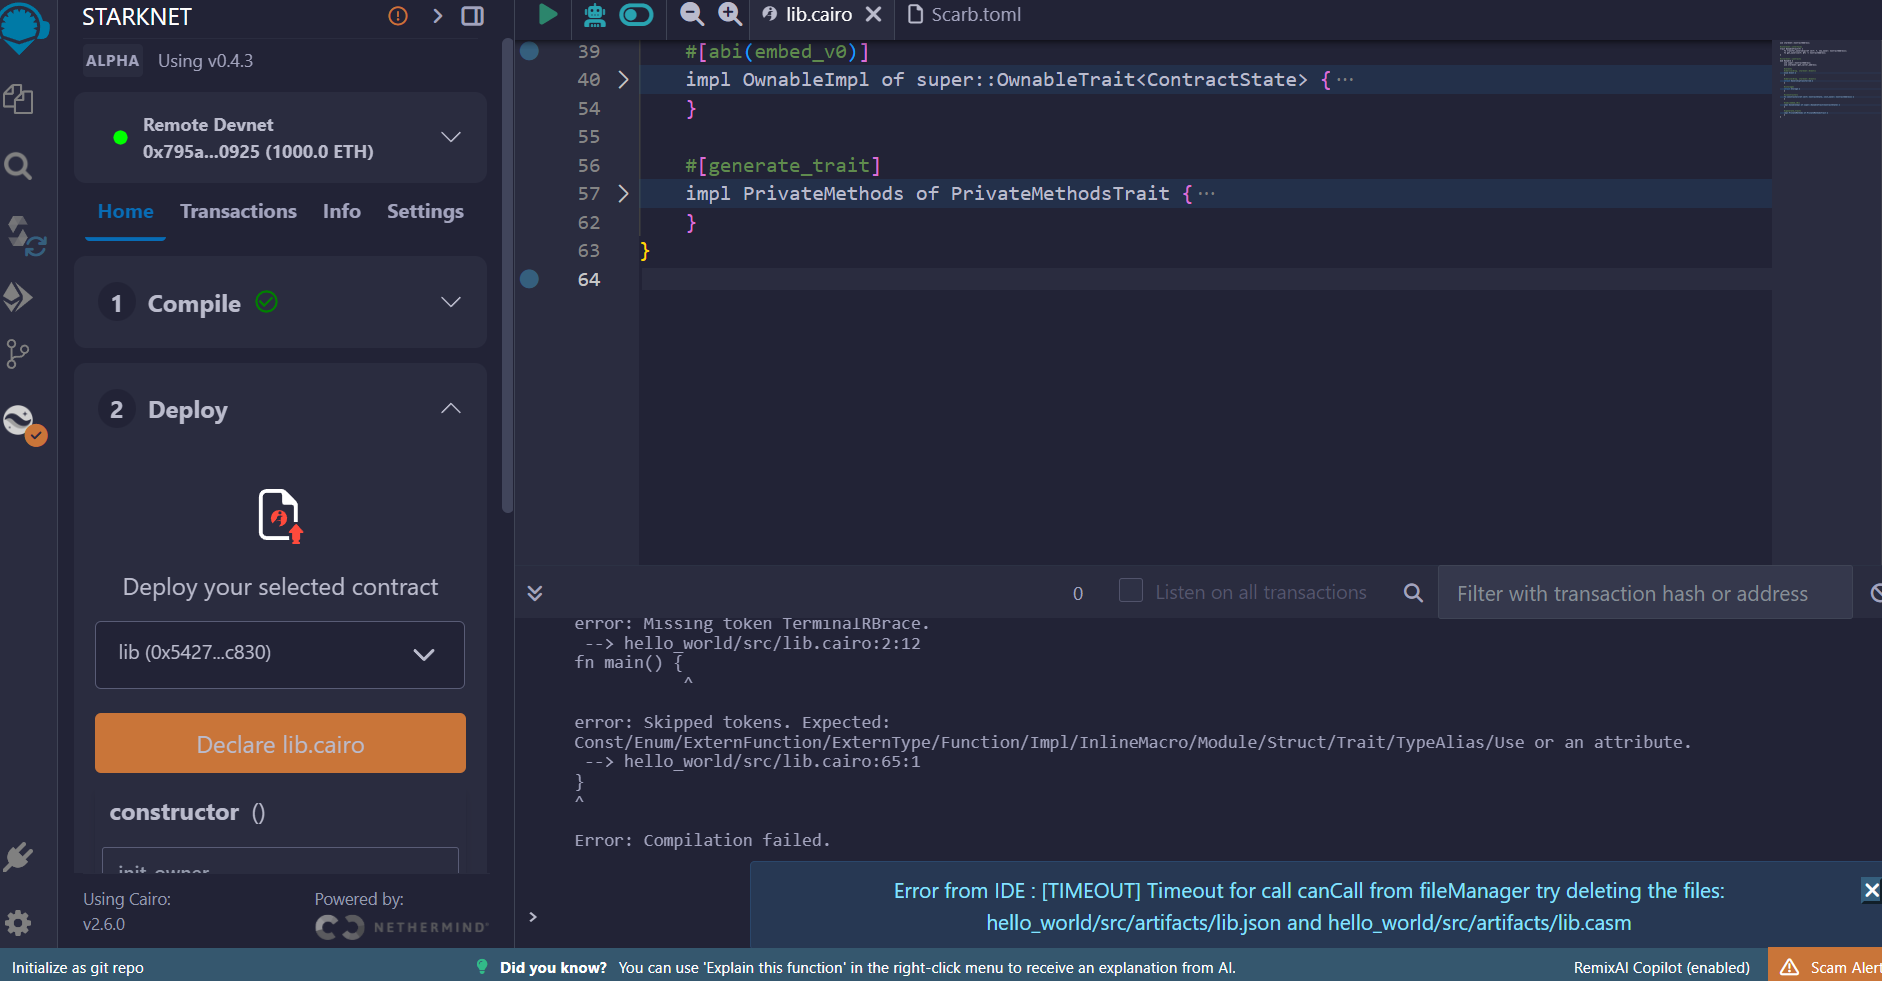 STARKNET
ALPHA Using v0.4.3
Remote Devnet
0x795a...0925 (1000.0 ETH)
Home Transactions Info Settings
1 Compile
2 Deploy
Deploy your selected contract
lib (0x5427...c830)
Declare lib.cairo
constructor ()
init_owner
Using Cairo:
v2.6.0
Powered by:
NETHERMIND
lib.cairo
Scarb.toml
39 #[abi(embed_v0)]
40 impl OwnableImpl of super::OwnableTrait<ContractState> {···
54 }
55
56 #[generate_trait]
57 impl PrivateMethods of PrivateMethodsTrait {···
62 }
63 }
64
0 Listen on all transactions
Filter with transaction hash or address
error: Missing token TerminalRBrace.
--> hello_world/src/lib.cairo:2:12
fn main() {
^
error: Skipped tokens. Expected:
Const/Enum/ExternFunction/ExternType/Function/Impl/InlineMacro/Module/Struct/Trait/TypeAlias/Use or an attribute.
--> hello_world/src/lib.cairo:65:1
}
^
Error: Compilation failed.
>
Error from IDE : [TIMEOUT] Timeout for call canCall from fileManager try deleting the files:
hello_world/src/artifacts/lib.json and hello_world/src/artifacts/lib.casm
Initialize as git repo
Did you know? You can use 'Explain this function' in the right-click menu to receive an explanation from AI.
RemixAI Copilot (enabled)
Scam Alert